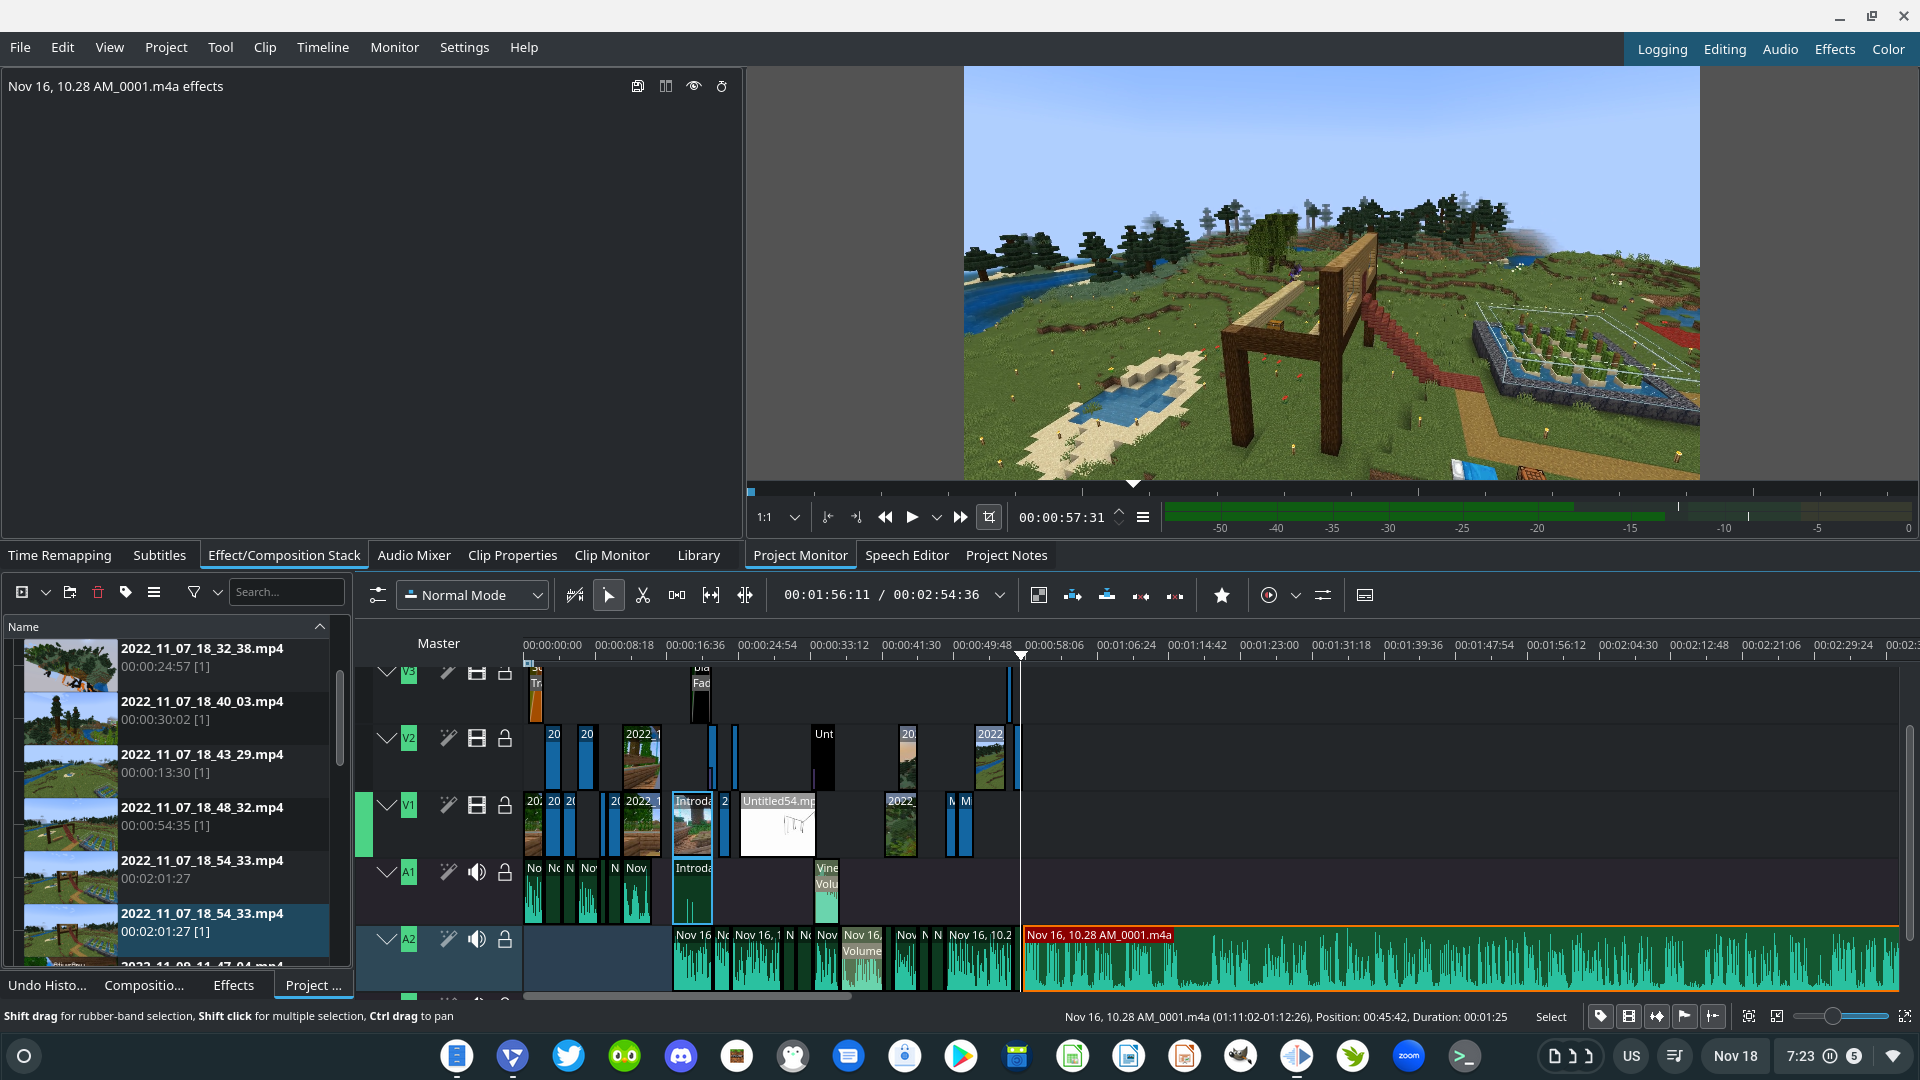 File Edit View Project Tool Clip Timeline Monitor Settings Help
Logging Editing Audio Effects Color
Nov 16, 10.28 AM_0001.m4a effects
1:1
00:00:57:31
-50 -40 -35 -30 -25 -20 -15 -10 -5 0
Time Remapping Subtitles Effect/Composition Stack Audio Mixer Clip Properties Clip Monitor Library
Project Monitor Speech Editor Project Notes
Search...
Normal Mode
00:01:56:11 / 00:02:54:36
Name
2022_11_07_18_32_38.mp4
00:00:24:57 [1]
2022_11_07_18_40_03.mp4
00:00:30:02 [1]
2022_11_07_18_43_29.mp4
00:00:13:30 [1]
2022_11_07_18_48_32.mp4
00:00:54:35 [1]
2022_11_07_18_54_33.mp4
00:02:01:27
2022_11_07_18_54_33.mp4
00:02:01:27 [1]
Undo Histo... Compositio... Effects Project ...
Master
00:00:00:00 00:00:08:18 00:00:16:36 00:00:24:54 00:00:33:12 00:00:41:30 00:00:49:48 00:00:58:06 00:01:06:24 00:01:14:42 00:01:23:00 00:01:31:18 00:01:39:36 00:01:47:54 00:01:56:12 00:02:04:30 00:02:12:48 00:02:21:06 00:02:29:24 00:02:3
V3
Tr Fad
V2
20 20 2022_1 Unt 20. 2022
V1
202 20 20 20 2022_1 Introda 2 Untitled54.mp 2022_ M M
A1
No No N Nov N Nov Introda Vine
Volu
A2
Nov 16 No Nov 16, 1 N No Nov Nov 16, Nov N N Nov 16, 10.2 Nov 16, 10.28 AM_0001.m4a
Volume
Shift drag for rubber-band selection, Shift click for multiple selection, Ctrl drag to pan
Nov 16, 10.28 AM_0001.m4a (01:11:02-01:12:26), Position: 00:45:42, Duration: 00:01:25
Select
zoom
US
Nov 18
7:23
5